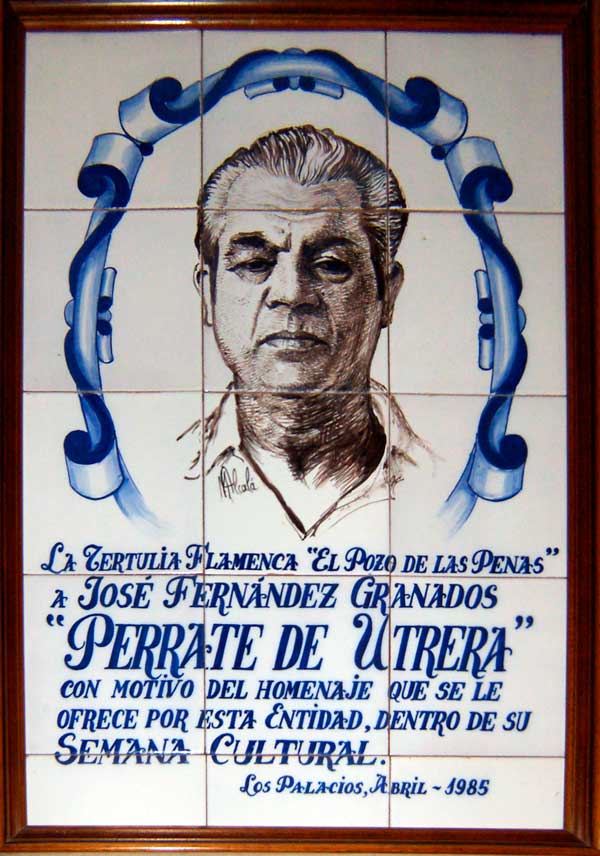 MAlcalá
LA TERTULIA FLAMENCA "EL POZO DE LAS PENAS"
A JOSÉ FERNÁNDEZ GRANADOS
"PERRATE DE UTRERA"
CON MOTIVO DEL HOMENAJE QUE SE LE
OFRECE POR ESTA ENTIDAD, DENTRO DE SU
SEMANA CULTURAL.
LOS PALACIOS, ABRIL - 1985